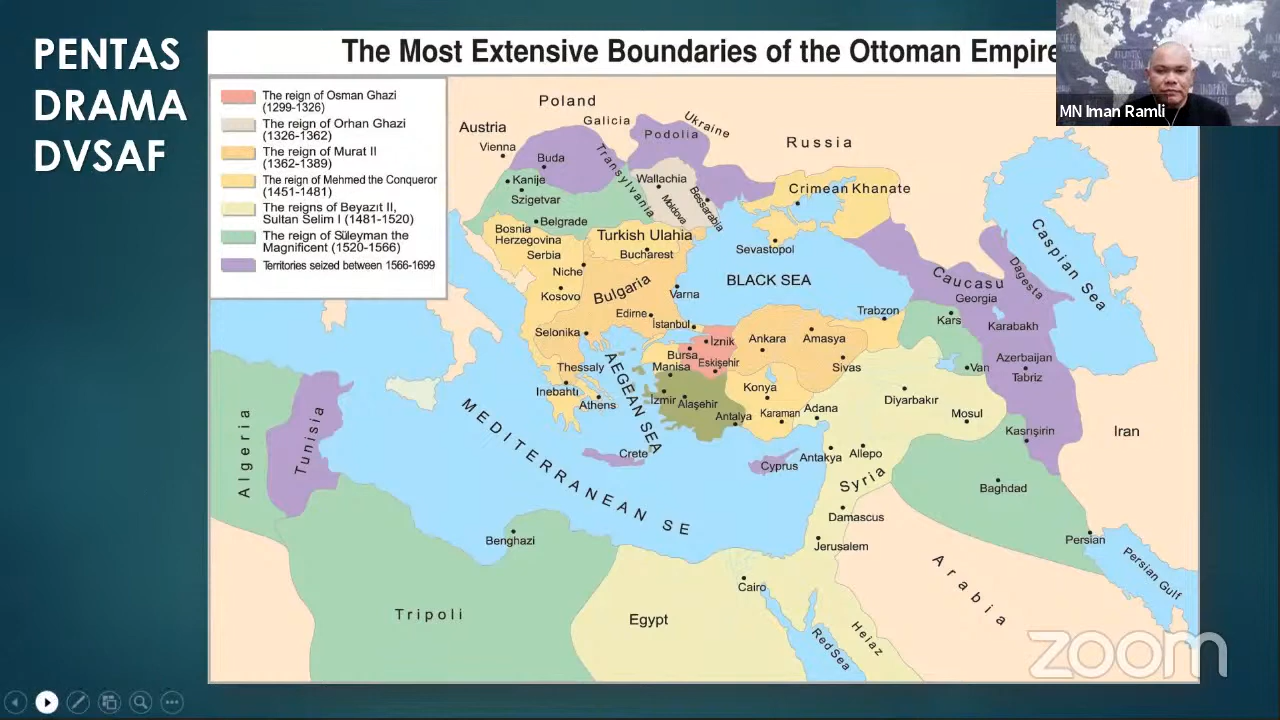 PENTAS
DRAMA
DVSAF
The Most Extensive Boundaries of the Ottoman Empire
MN Iman Ramli
The reign of Osman Ghazi
(1299-1326)
The reign of Orhan Ghazi
(1326-1362)
The reign of Murat II
(1362-1389)
The reign of Mehmed the Conqueror
(1451-1481)
The reigns of Beyazıt II,
Sultan Selim I (1481-1520)
The reign of Süleyman the
Magnificent (1520-1566)
Territories seized between 1566-1699
Poland
Galicia
Ukraine
Podolia
Austria
Vienna
Russia
Buda
Transylvania
Kanije
Szigetvar
Wallachia
Moldova
Bessarabia
Crimean Khanate
Belgrade
Bosnia
Herzegovina
Turkish Ulahia
Serbia
Bucharest
Sevastopol
Caspian Sea
Niche
BLACK SEA
Caucasu
Dagesta
Kosovo
Bulgaria
Varna
Georgia
Edirne
Trabzon
Kars
Karabakh
Selonika
İstanbul
İznik
Ankara
Amasya
Bursa
Eskişehir
Azerbaijan
Thessaly
Manisa
Sivas
Van
Tabriz
AEGEAN SEA
Inebahtı
Konya
Athens
İzmir
Alaşehir
Diyarbakır
Antalya
Karaman
Adana
Mosul
Algeria
Tunisia
MEDITERRANEAN SE
Kasrışirin
Iran
Crete
Cyprus
Antakya
Allepo
Syria
Baghdad
Damascus
Benghazi
Jerusalem
Persian
Persian Gulf
Cairo
Arabia
Tripoli
Egypt
Red Sea
Heiaz
zoom